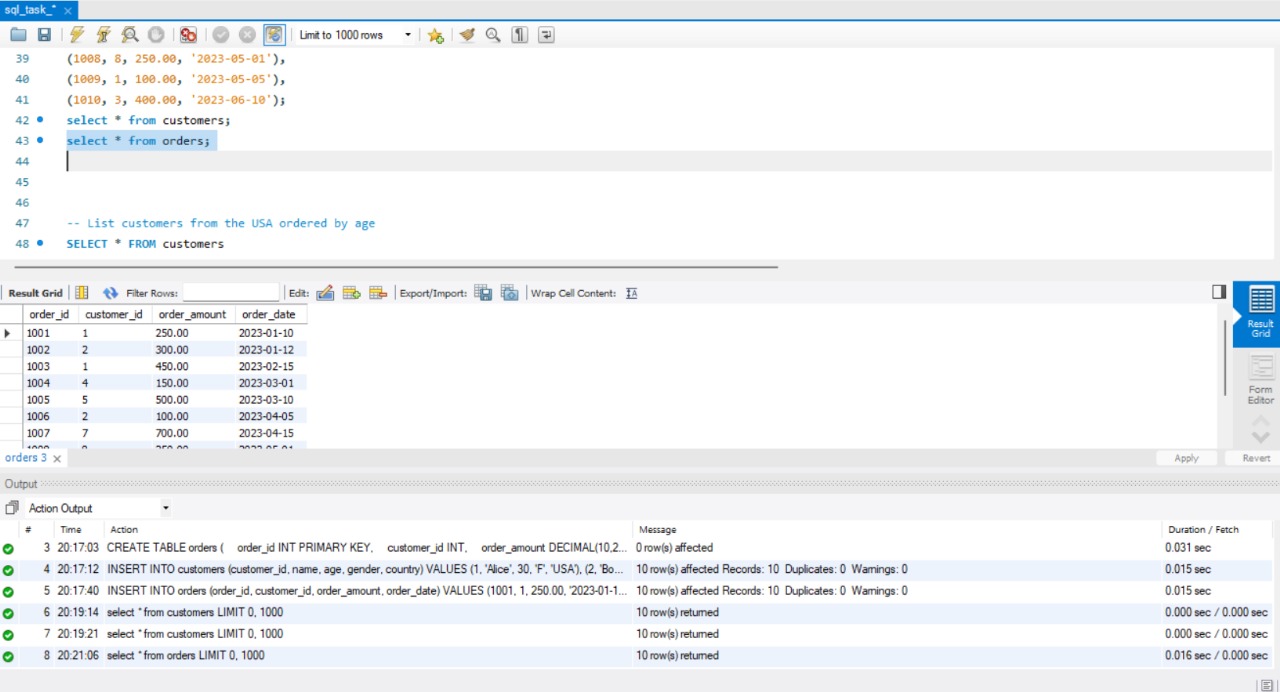 sql_task_*
Limit to 1000 rows
39 (1008, 8, 250.00, '2023-05-01'),
40 (1009, 1, 100.00, '2023-05-05'),
41 (1010, 3, 400.00, '2023-06-10');
42 select * from customers;
43 select * from orders;
44
45
46
47 -- List customers from the USA ordered by age
48 SELECT * FROM customers
Result Grid Filter Rows: Edit: Export/Import: Wrap Cell Content:
order_id customer_id order_amount order_date
1001 1 250.00 2023-01-10
1002 2 300.00 2023-01-12
1003 1 450.00 2023-02-15
1004 4 150.00 2023-03-01
1005 5 500.00 2023-03-10
1006 2 100.00 2023-04-05
1007 7 700.00 2023-04-15
Result
Grid
Form
Editor
orders 3
Apply Revert
Output
Action Output
# Time Action Message Duration / Fetch
3 20:17:03 CREATE TABLE orders ( order_id INT PRIMARY KEY, customer_id INT, order_amount DECIMAL(10,2... 0 row(s) affected 0.031 sec
4 20:17:12 INSERT INTO customers (customer_id, name, age, gender, country) VALUES (1, 'Alice', 30, 'F', 'USA'), (2, 'Bo... 10 row(s) affected Records: 10 Duplicates: 0 Warnings: 0 0.015 sec
5 20:17:40 INSERT INTO orders (order_id, customer_id, order_amount, order_date) VALUES (1001, 1, 250.00, '2023-01-1... 10 row(s) affected Records: 10 Duplicates: 0 Warnings: 0 0.015 sec
6 20:19:14 select * from customers LIMIT 0, 1000 10 row(s) returned 0.000 sec / 0.000 sec
7 20:19:21 select * from customers LIMIT 0, 1000 10 row(s) returned 0.000 sec / 0.000 sec
8 20:21:06 select * from orders LIMIT 0, 1000 10 row(s) returned 0.016 sec / 0.000 sec